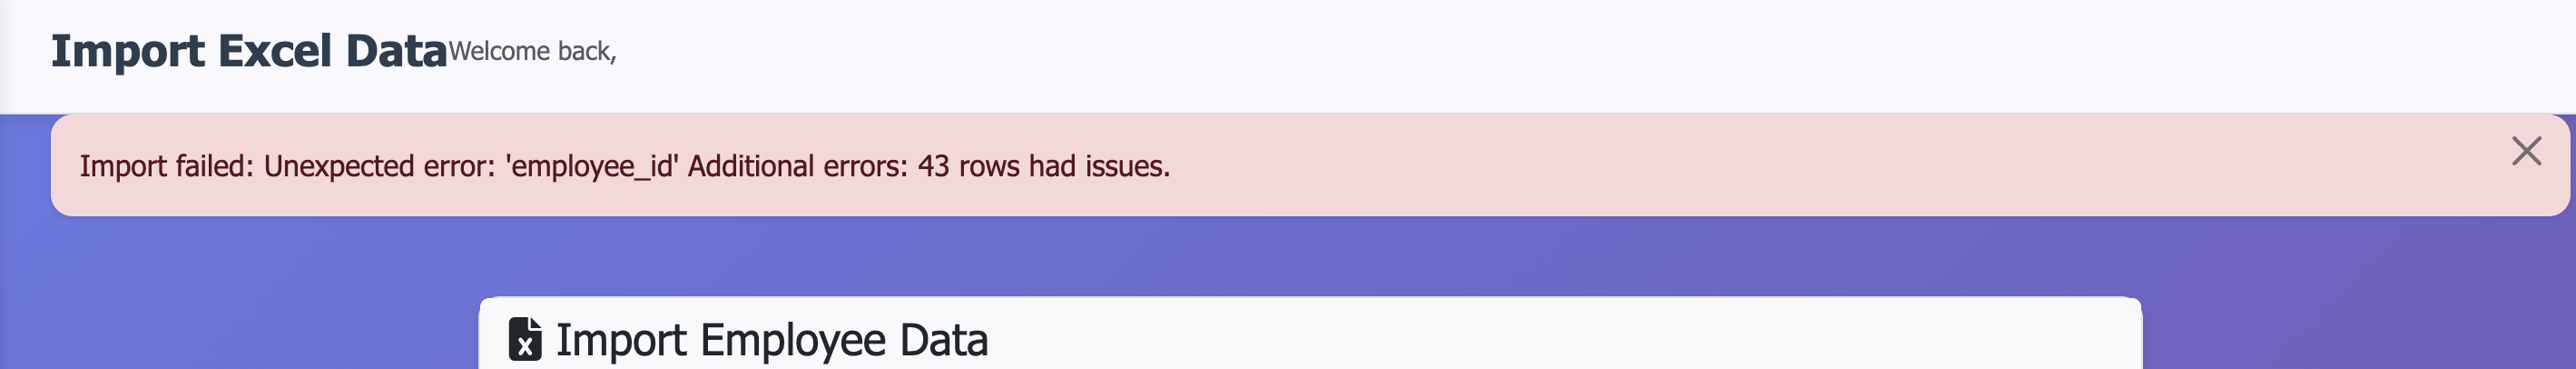 Import Excel Data Welcome back,
Import failed: Unexpected error: 'employee_id' Additional errors: 43 rows had issues.
Import Employee Data